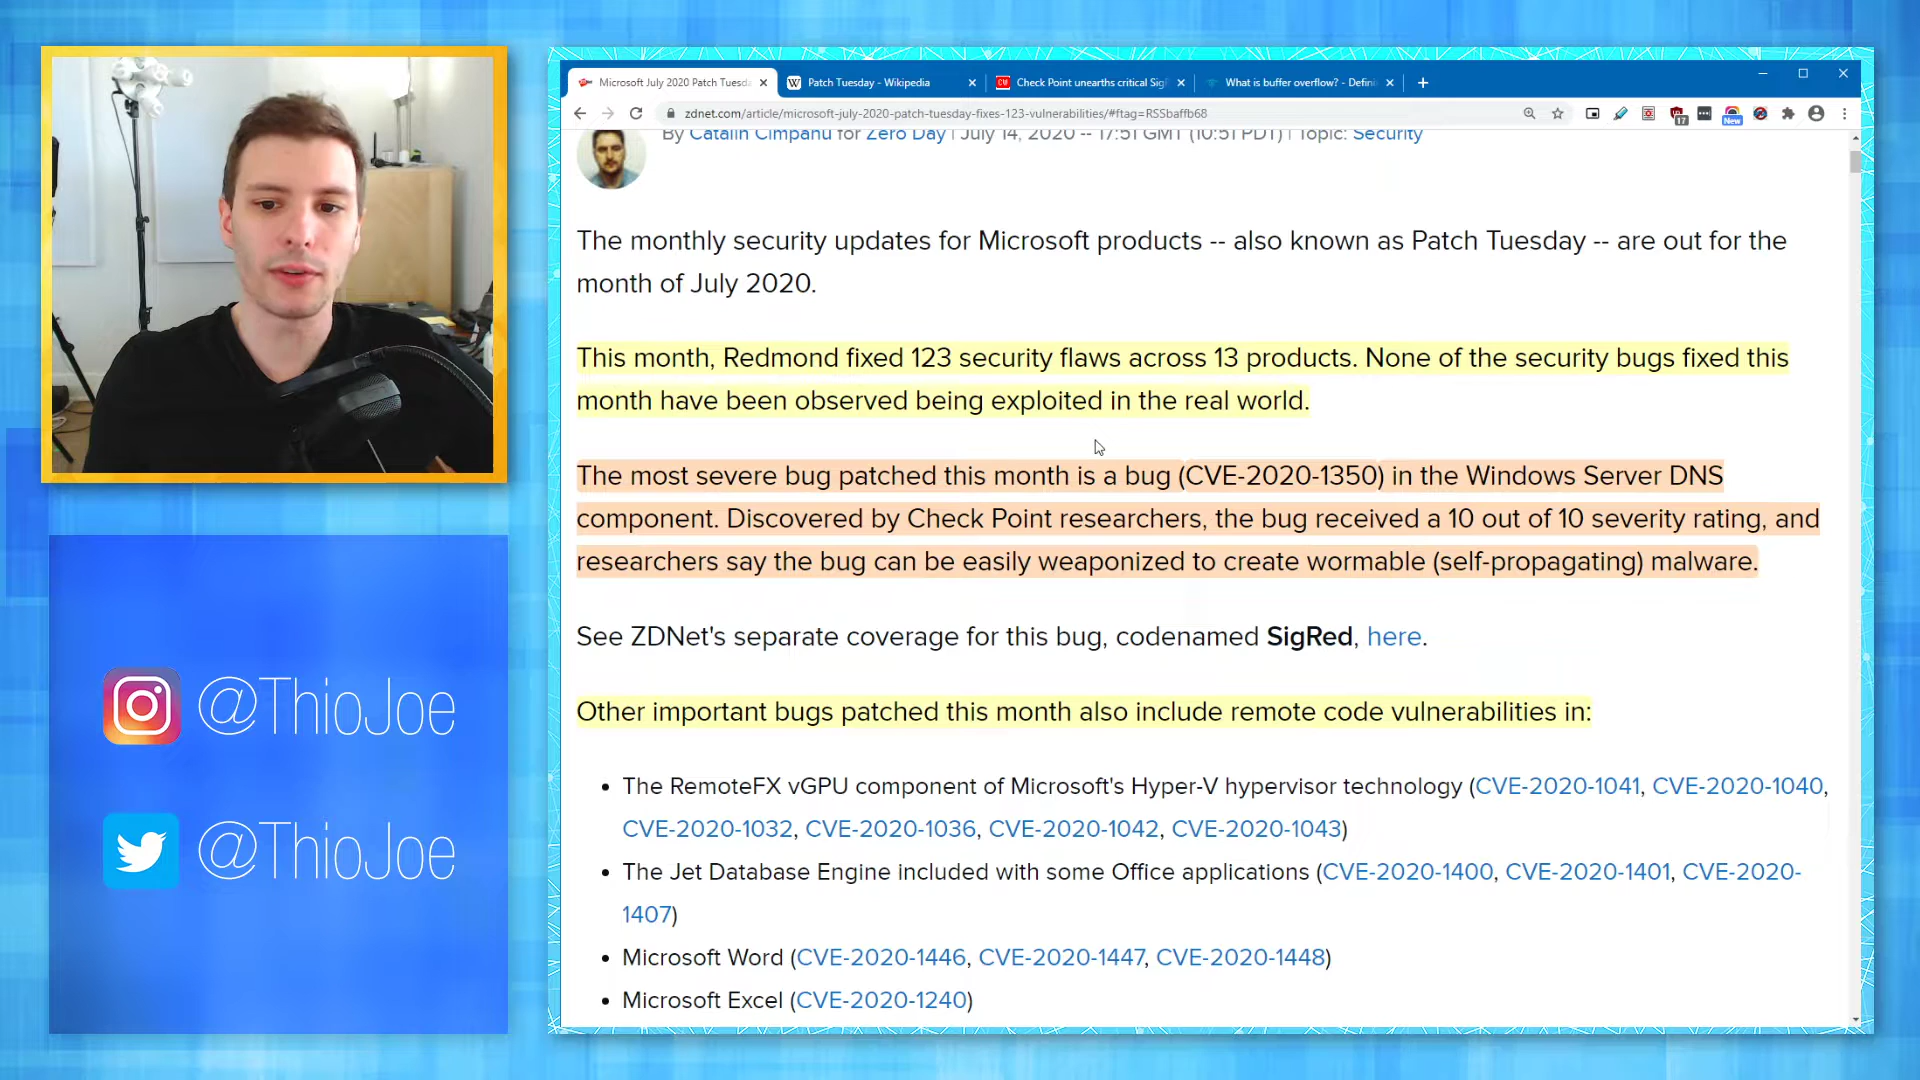 Microsoft July 2020 Patch Tuesd
Patch Tuesday - Wikipedia
Check Point unearths critical Sig
What is buffer overflow? - Defini
zdnet.com/article/microsoft-july-2020-patch-tuesday-fixes-123-vulnerabilities/#ftag=RSSbaffb68
17
New
By Catalin Cimpanu for Zero Day | July 14, 2020 -- 17:51 GMT (10:51 PDT) | Topic: Security
The monthly security updates for Microsoft products -- also known as Patch Tuesday -- are out for the
month of July 2020.
This month, Redmond fixed 123 security flaws across 13 products. None of the security bugs fixed this
month have been observed being exploited in the real world.
The most severe bug patched this month is a bug (CVE-2020-1350) in the Windows Server DNS
component. Discovered by Check Point researchers, the bug received a 10 out of 10 severity rating, and
researchers say the bug can be easily weaponized to create wormable (self-propagating) malware.
See ZDNet's separate coverage for this bug, codenamed SigRed, here.
Other important bugs patched this month also include remote code vulnerabilities in:
• The RemoteFX vGPU component of Microsoft's Hyper-V hypervisor technology (CVE-2020-1041, CVE-2020-1040,
CVE-2020-1032, CVE-2020-1036, CVE-2020-1042, CVE-2020-1043)
• The Jet Database Engine included with some Office applications (CVE-2020-1400, CVE-2020-1401, CVE-2020-
1407)
• Microsoft Word (CVE-2020-1446, CVE-2020-1447, CVE-2020-1448)
• Microsoft Excel (CVE-2020-1240)
@ThioJoe
@ThioJoe